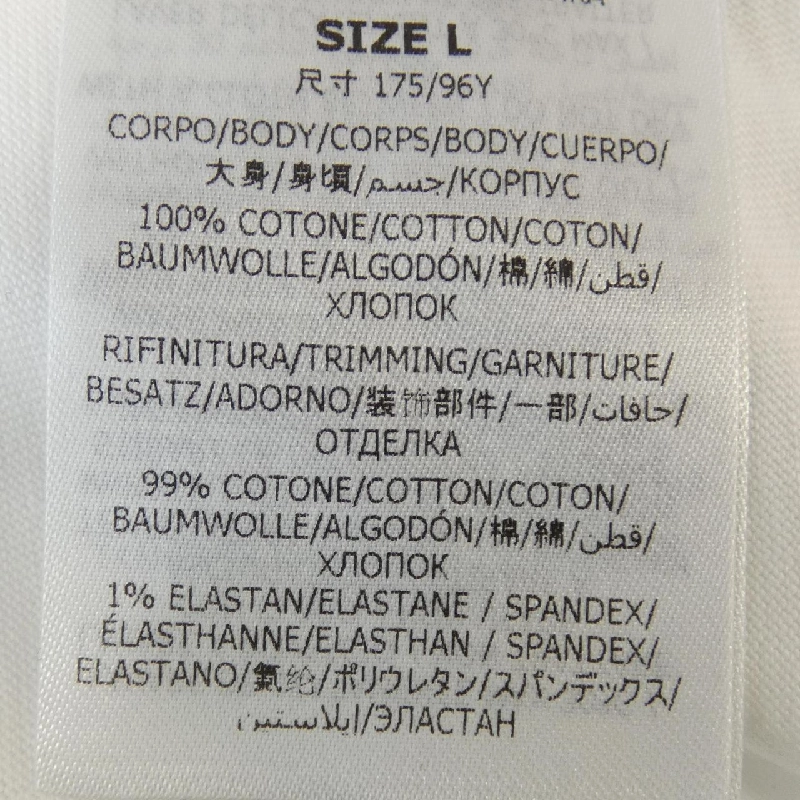 SIZE L
尺寸 175/96Y
CORPO/BODY/CORPS/BODY/CUERPO/
大身/身頃/جسم/КОРПУС
100% COTONE/COTTON/COTON/
BAUMWOLLE/ALGODÓN/棉/綿/قطن/
ХЛОПОК
RIFINITURA/TRIMMING/GARNITURE/
BESATZ/ADORNO/装饰部件/一部/حافات/
ОТДЕЛКА
99% COTONE/COTTON/COTON/
BAUMWOLLE/ALGODÓN/棉/綿/قطن/
ХЛОПОК
1% ELASTAN/ELASTANE / SPANDEX/
ÉLASTHANNE/ELASTHAN / SPANDEX/
ELASTANO/氨纶/ポリウレタン/スパンデックス/
ايلاستين/ЭЛАСТАН